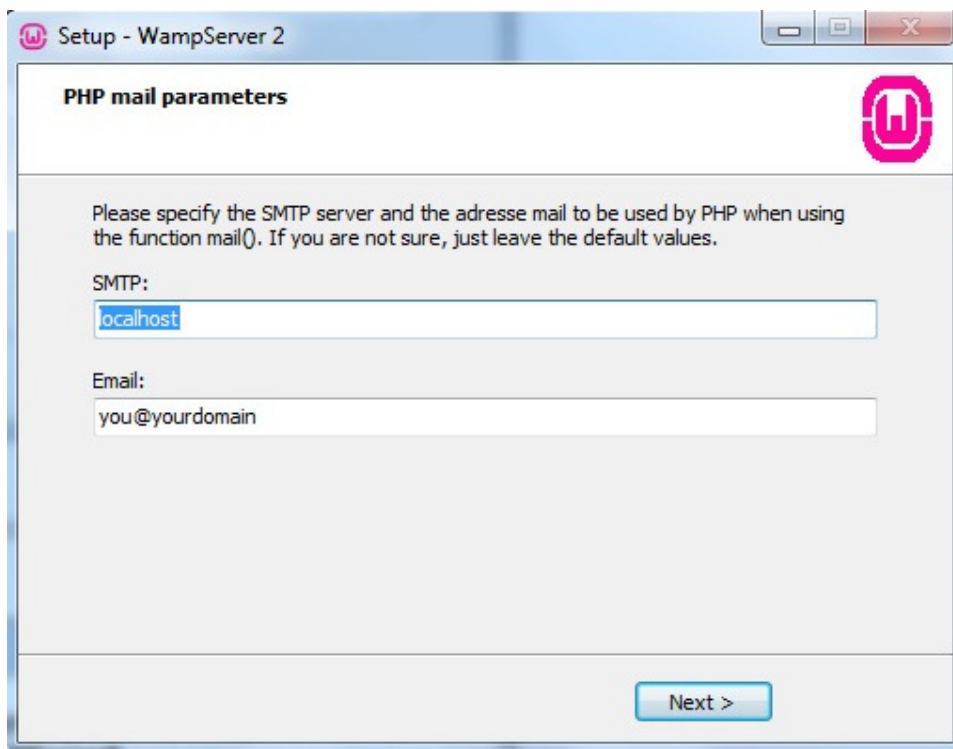 Setup - WampServer 2
PHP mail parameters
Please specify the SMTP server and the adresse mail to be used by PHP when using
the function mail(). If you are not sure, just leave the default values.
SMTP:
localhost
Email:
you@yourdomain
Next >